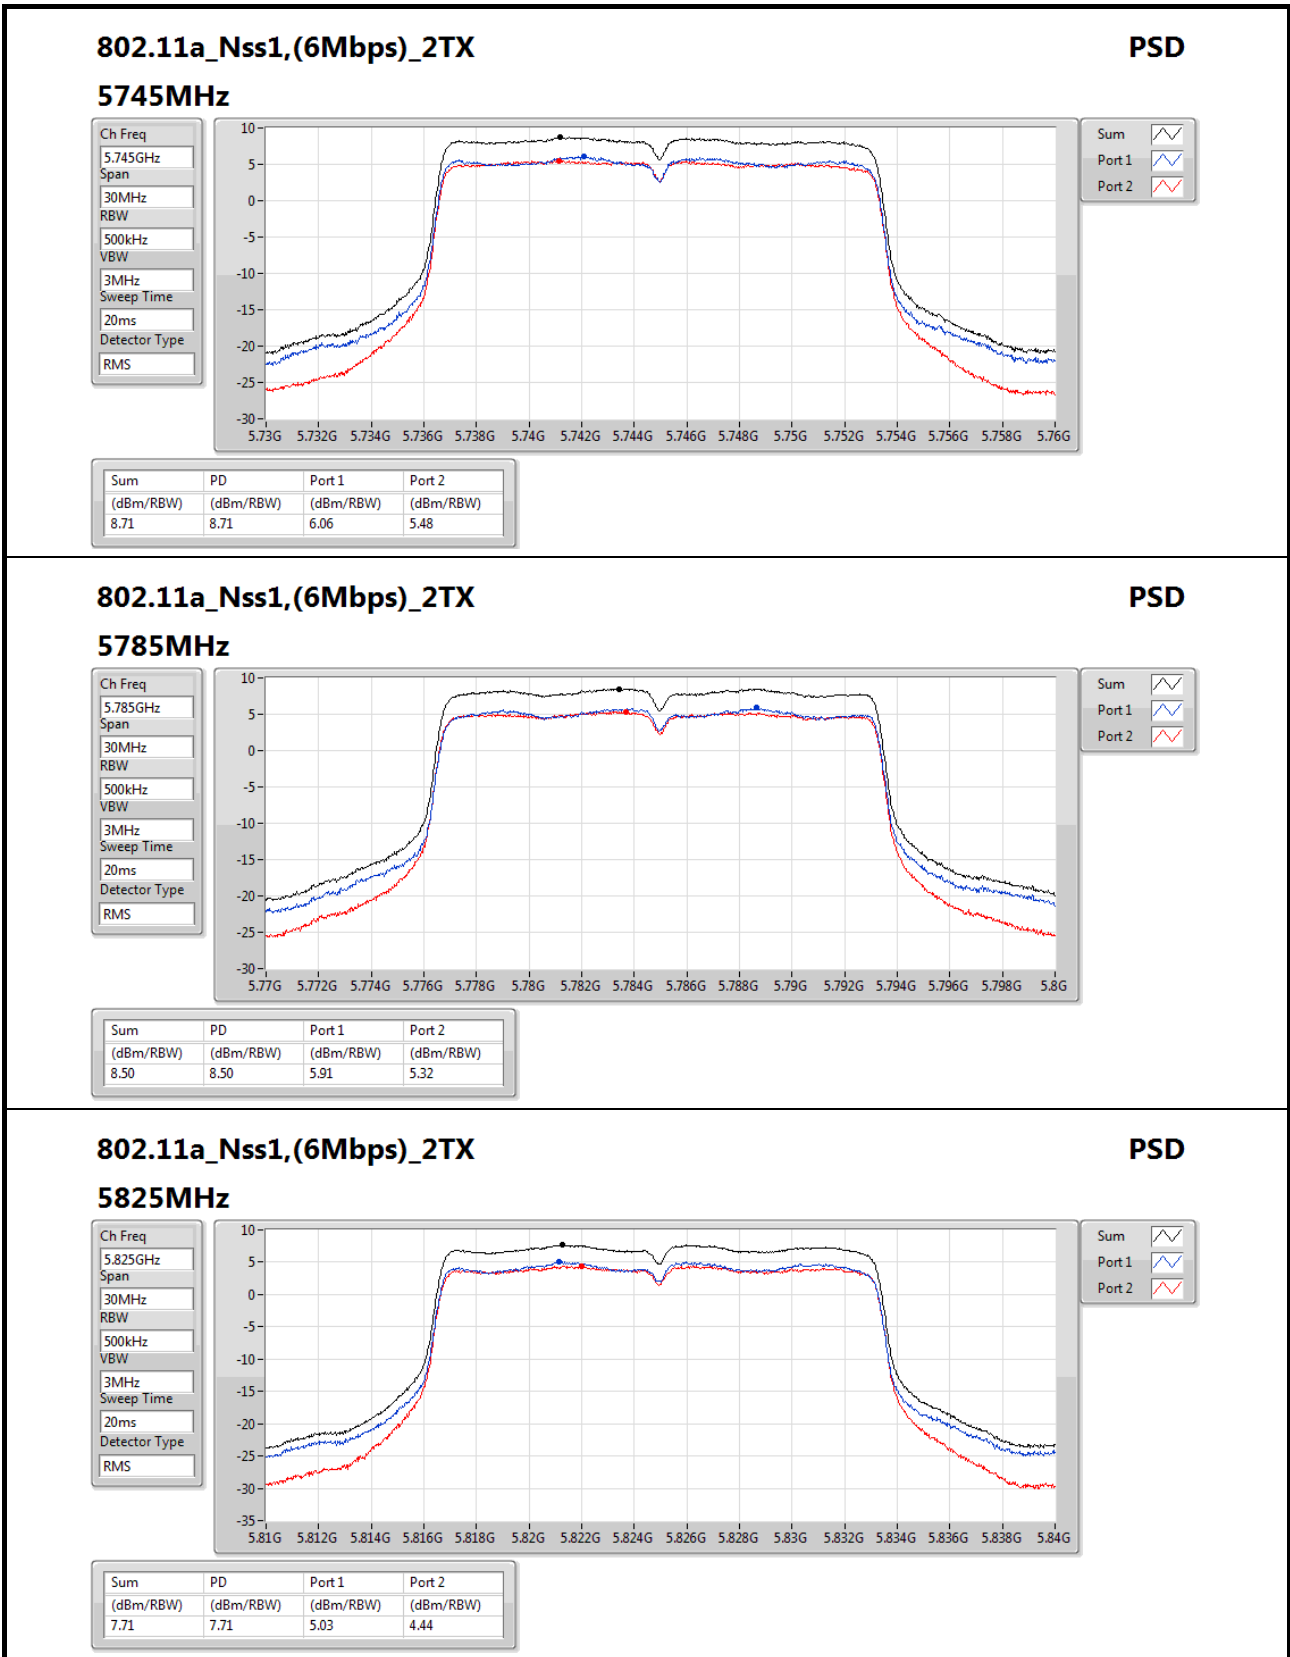 802.11a_Nss1,(6Mbps)_2TX PSD
5745MHz
Ch Freq
5.745GHz
Span
30MHz
RBW
500kHz
VBW
3MHz
Sweep Time
20ms
Detector Type
RMS
10
5
0
-5
-10
-15
-20
-25
-30
5.73G 5.732G 5.734G 5.736G 5.738G 5.74G 5.742G 5.744G 5.746G 5.748G 5.75G 5.752G 5.754G 5.756G 5.758G 5.76G
Sum
Port 1
Port 2
Sum PD Port 1 Port 2
(dBm/RBW) (dBm/RBW) (dBm/RBW) (dBm/RBW)
8.71 8.71 6.06 5.48
802.11a_Nss1,(6Mbps)_2TX PSD
5785MHz
Ch Freq
5.785GHz
Span
30MHz
RBW
500kHz
VBW
3MHz
Sweep Time
20ms
Detector Type
RMS
10
5
0
-5
-10
-15
-20
-25
-30
5.77G 5.772G 5.774G 5.776G 5.778G 5.78G 5.782G 5.784G 5.786G 5.788G 5.79G 5.792G 5.794G 5.796G 5.798G 5.8G
Sum
Port 1
Port 2
Sum PD Port 1 Port 2
(dBm/RBW) (dBm/RBW) (dBm/RBW) (dBm/RBW)
8.50 8.50 5.91 5.32
802.11a_Nss1,(6Mbps)_2TX PSD
5825MHz
Ch Freq
5.825GHz
Span
30MHz
RBW
500kHz
VBW
3MHz
Sweep Time
20ms
Detector Type
RMS
10
5
0
-5
-10
-15
-20
-25
-30
-35
5.81G 5.812G 5.814G 5.816G 5.818G 5.82G 5.822G 5.824G 5.826G 5.828G 5.83G 5.832G 5.834G 5.836G 5.838G 5.84G
Sum
Port 1
Port 2
Sum PD Port 1 Port 2
(dBm/RBW) (dBm/RBW) (dBm/RBW) (dBm/RBW)
7.71 7.71 5.03 4.44